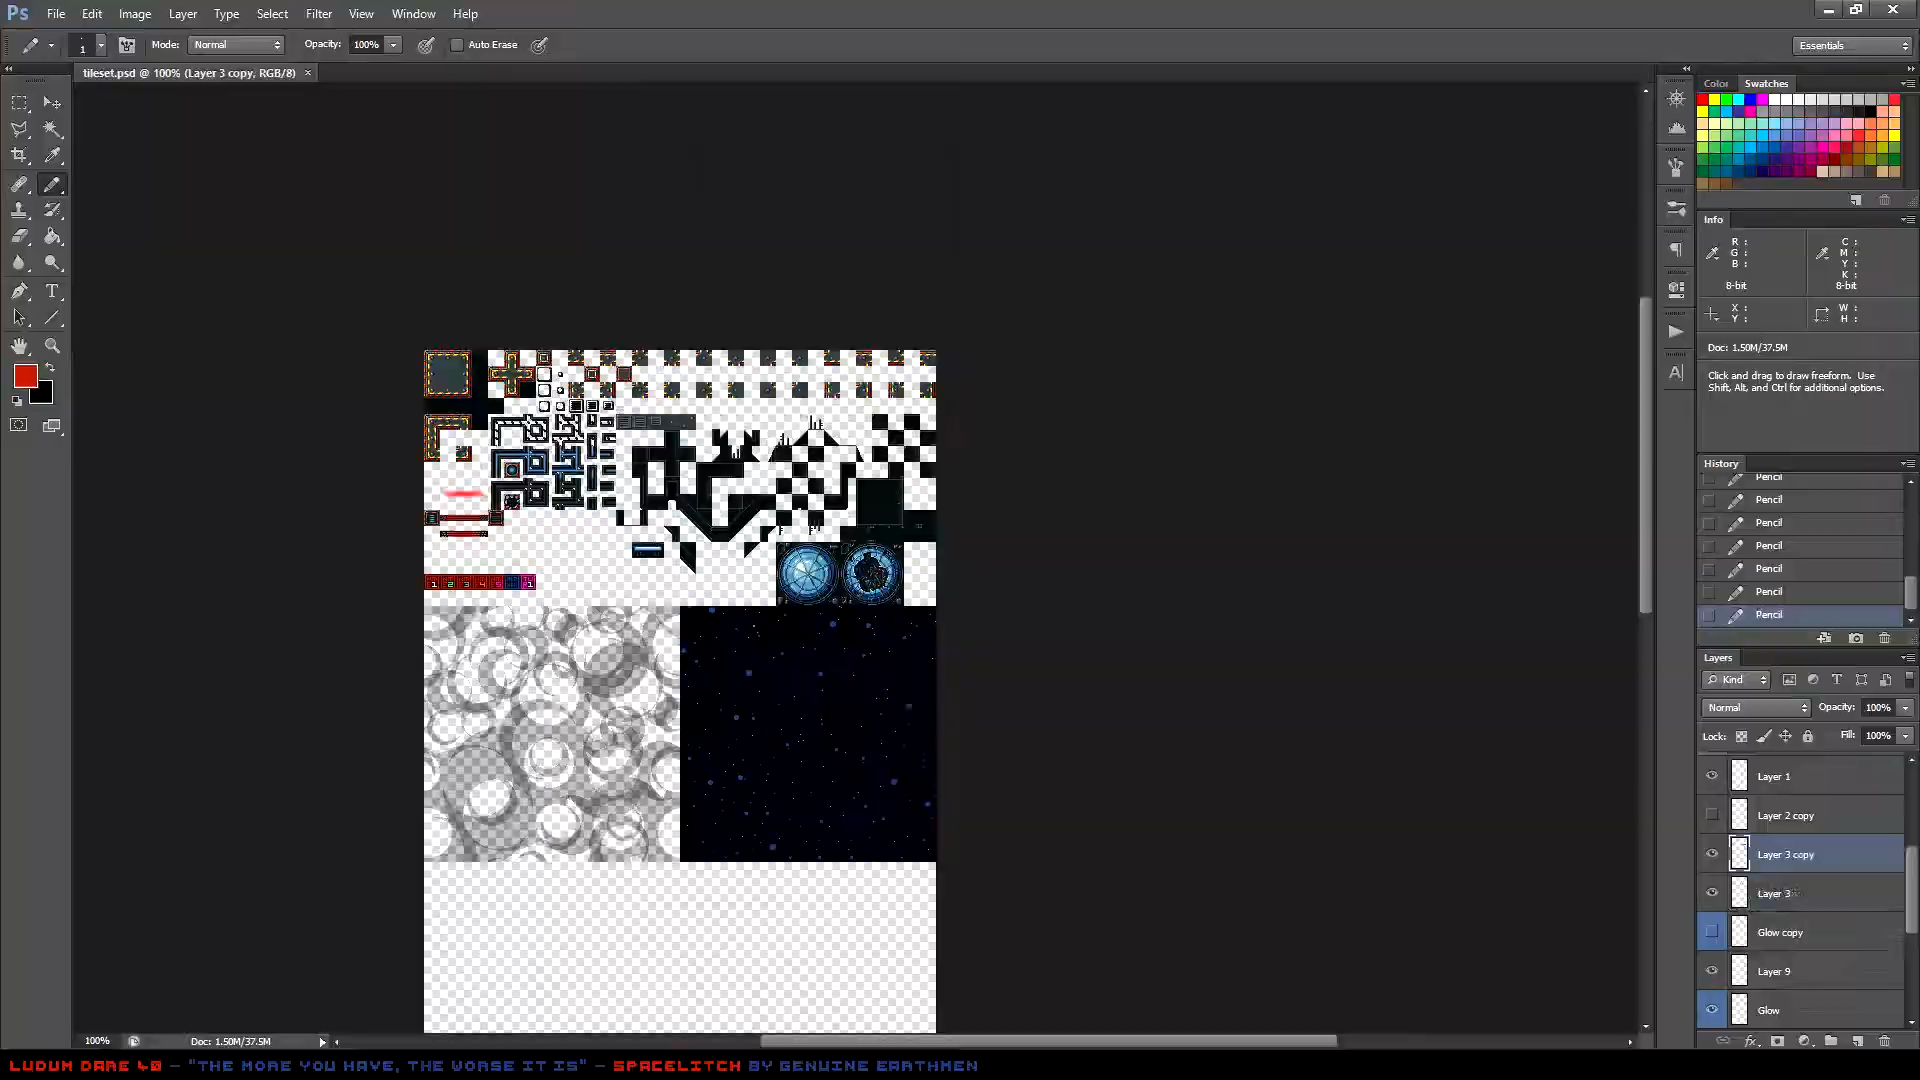 Ps File Edit Image Layer Type Select Filter View Window Help
1 Mode: Normal Opacity: 100% Auto Erase Essentials
tileset.psd @ 100% (Layer 3 copy, RGB/8) ×
Color Swatches
Info
R : C :
G : M :
B : Y :
K :
8-bit 8-bit
X : W :
Y : H :
Doc: 1.50M/37.5M
Click and drag to draw freeform. Use
Shift, Alt, and Ctrl for additional options.
History
Pencil
Pencil
Pencil
Pencil
Pencil
Pencil
Pencil
Layers
Kind
Normal Opacity: 100%
Lock: Fill: 100%
Layer 1
Layer 2 copy
Layer 3 copy
Layer 3
Glow copy
Layer 9
Glow
100% Doc: 1.50M/37.5M
LUDUM DARE 40 – "THE MORE YOU HAVE, THE WORSE IT IS" – SPACELITCH BY GENUINE EARTHMEN